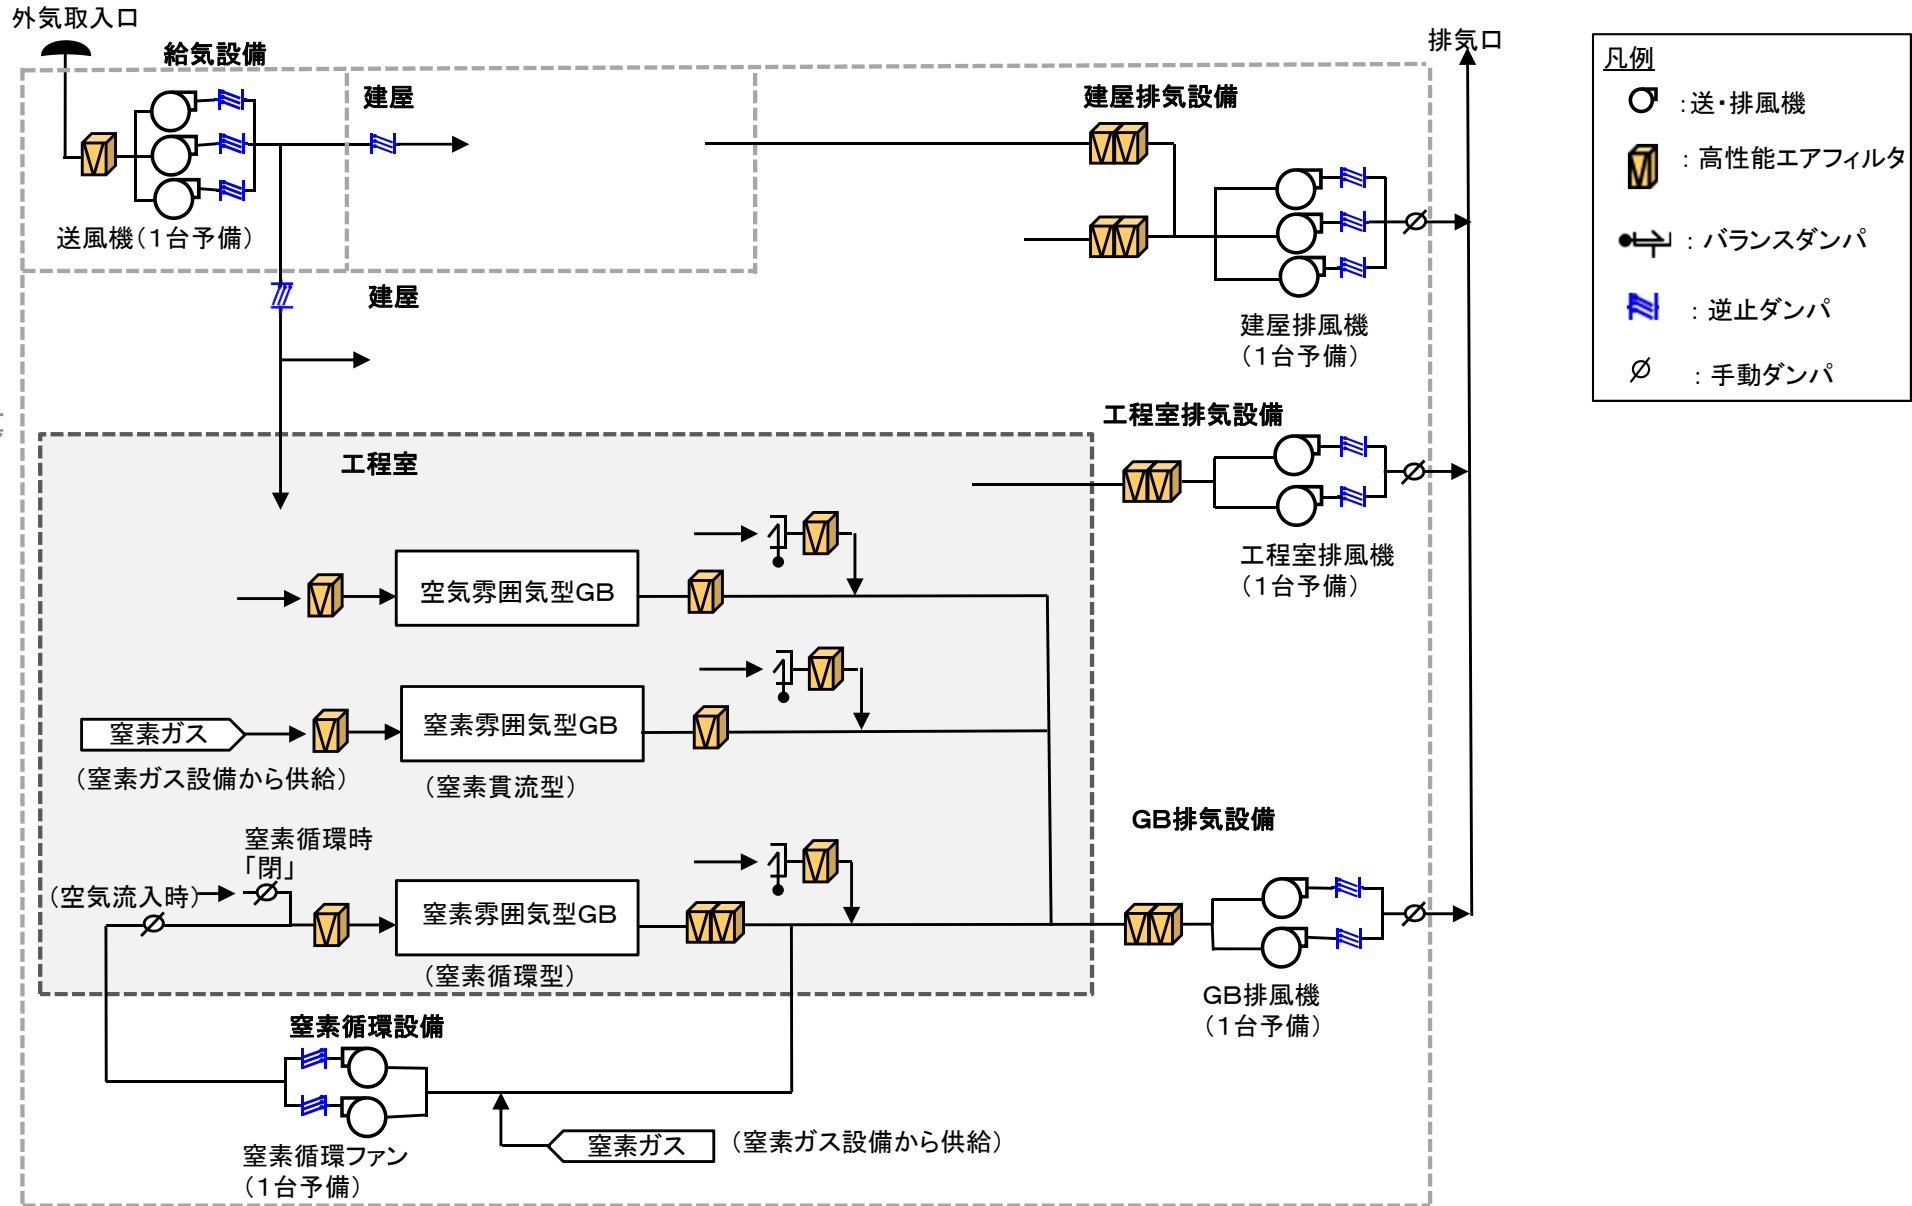 外気取入口
給気設備
建屋
送風機(1台予備)
建屋
建屋排気設備
排気口
建屋排風機
(1台予備)
凡例
:送・排風機
:高性能エアフィルタ
:バランスダンパ
:逆止ダンパ
:手動ダンパ
工程室
工程室排気設備
工程室排風機
(1台予備)
空気雰囲気型GB
窒素ガス
(窒素ガス設備から供給)
窒素雰囲気型GB
(窒素貫流型)
窒素循環時
「閉」
(空気流入時)
窒素雰囲気型GB
(窒素循環型)
GB排気設備
GB排風機
(1台予備)
窒素循環設備
窒素循環ファン
(1台予備)
窒素ガス
(窒素ガス設備から供給)